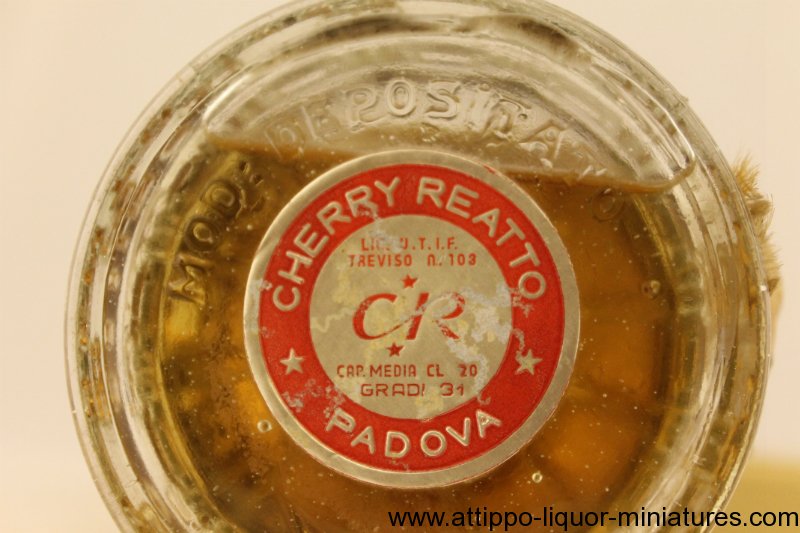 MOD. DEPOSITATO
CHERRY REATTO
LIC. U.T.I.F.
TREVISO N. 103
CR
CAP. MEDIA CL 20
GRADI 31
PADOVA
www.attippo-liquor-miniatures.com